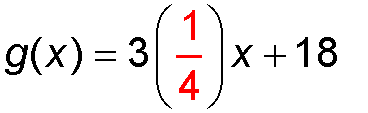 g(x) = 3(1/4)x + 18